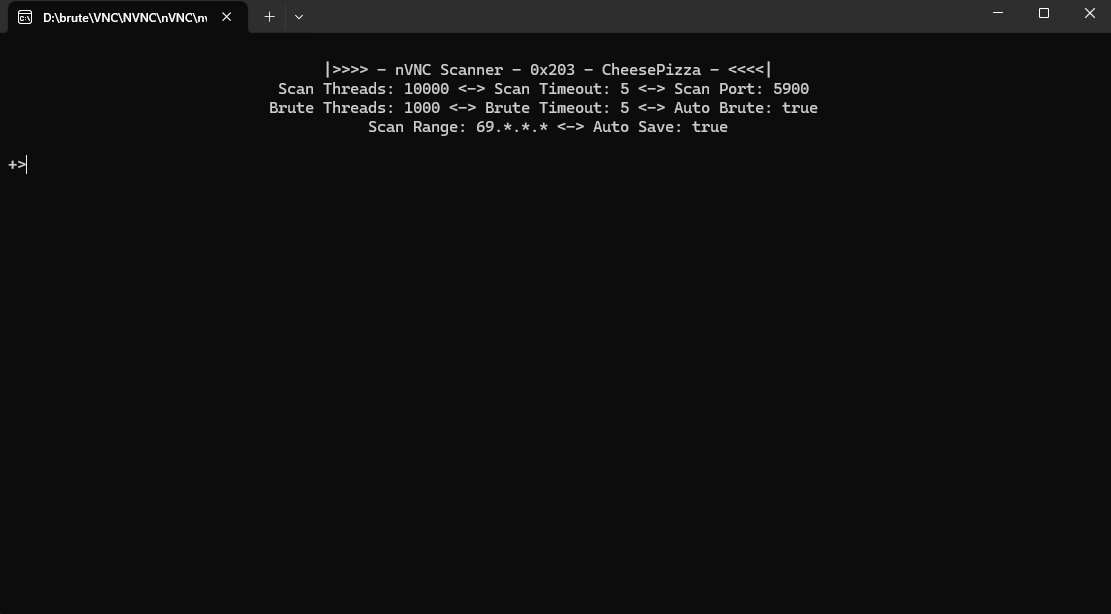 D:\brute\VNC\NVNC\nVNC\nv
|>>>> - nVNC Scanner - 0x203 - CheesePizza - <<<<|
Scan Threads: 10000 <-> Scan Timeout: 5 <-> Scan Port: 5900
Brute Threads: 1000 <-> Brute Timeout: 5 <-> Auto Brute: true
Scan Range: 69.*.*.* <-> Auto Save: true
+>